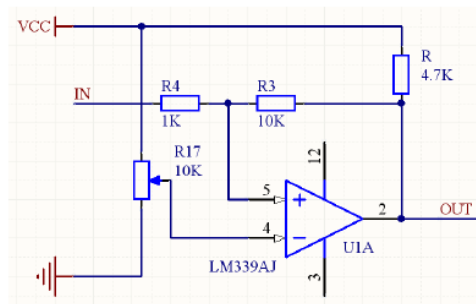 VCC
R
4.7K
IN
R4
1K
R3
10K
R17
10K
12
5
+
2
OUT
4
−
U1A
LM339AJ
3